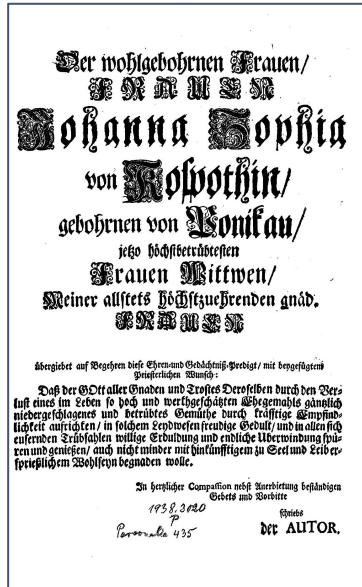 Der wohlgebohrnen Frauen/
FRAUEN
Johanna Sophia
von Kospothin/
gebohrnen von Ponikau/
jetzo höchstbetrübtesten
Frauen Wittwen/
Meiner allstets höchstzuehrenden gnäd.
FRAUEN
übergiebet auf Begehren diese Ehren-und Gedächtniß-Predigt/ mit beygefügtem
Priesterlichen Wunsch:
Daß der GOtt aller Gnaden und Trostes Deroselben durch den Ver-
lust eines im Leben so hoch und werthgeschätzten Ehegemahls gäntzlich
niedergeschlagenes und betrübtes Gemüthe durch kräfftige Empfind-
lichkeit aufrichten/ in solchem Leydwesen freudige Gedult/ und in allen sich
eusernden Trübsahlen willige Erduldung und endliche Uberwindung spü-
ren und geniessen/ auch nicht minder mit hinkünfftigem zu Seel und Leib er-
sprießlichem Wohlseyn begnaden wolle.
In hertzlicher Compassion nebst Anerbietung beständigen
Gebets und Vorbitte
schriebs
der AUTOR.
1938.3020
P
Personalia 435